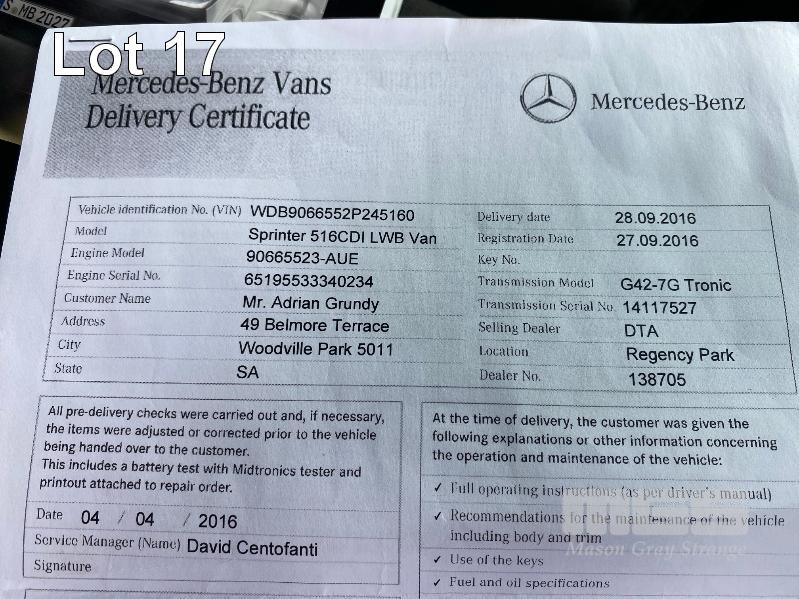 S MB 2027
Lot 17
Mercedes-Benz Vans
Delivery Certificate
Mercedes-Benz
Vehicle identification No. (VIN) WDB9066552P245160
Model Sprinter 516CDI LWB Van
Engine Model 90665523-AUE
Engine Serial No. 65195533340234
Customer Name Mr. Adrian Grundy
Address 49 Belmore Terrace
City Woodville Park 5011
State SA
Delivery date 28.09.2016
Registration Date 27.09.2016
Key No.
Transmission Model G42-7G Tronic
Transmission Serial No. 14117527
Selling Dealer DTA
Location Regency Park
Dealer No. 138705
All pre-delivery checks were carried out and, if necessary,
the items were adjusted or corrected prior to the vehicle
being handed over to the customer.
This includes a battery test with Midtronics tester and
printout attached to repair order.
Date 04 / 04 / 2016
Service Manager (Name) David Centofanti
Signature
At the time of delivery, the customer was given the
following explanations or other information concerning
the operation and maintenance of the vehicle:
✓ Full operating instructions (as per driver's manual)
✓ Recommendations for the maintenance of the vehicle
including body and trim
✓ Use of the keys
✓ Fuel and oil specifications
MGS
Mason Gray Strange